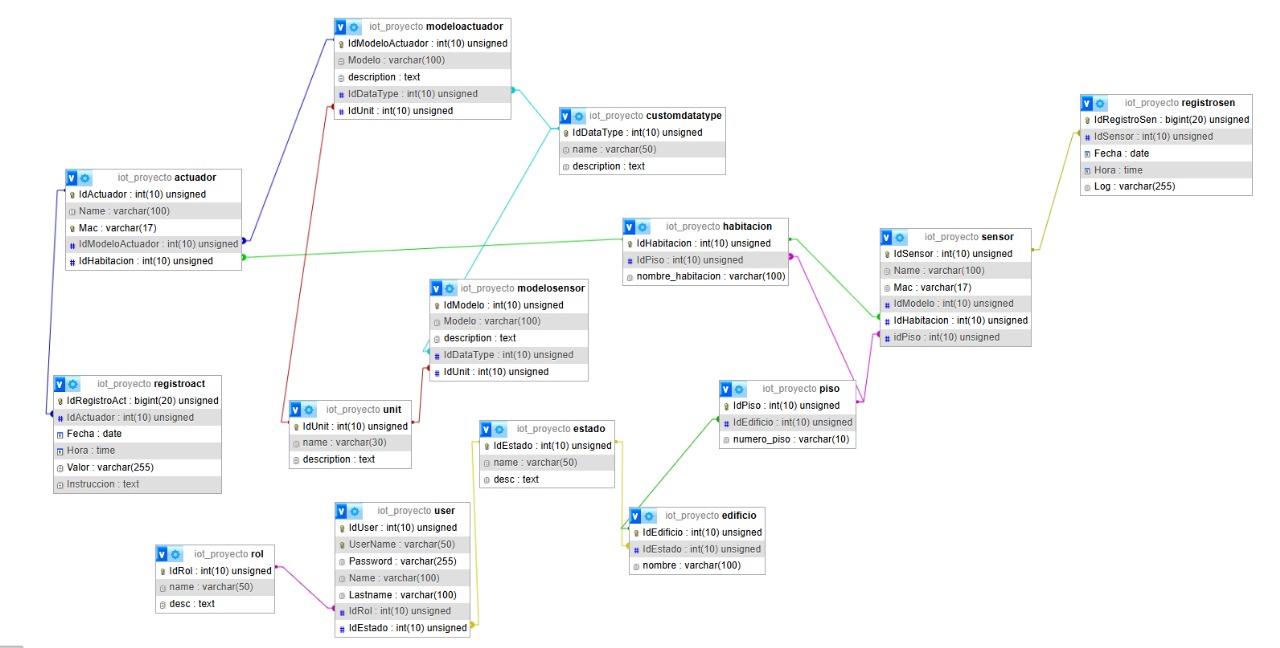 iot_proyecto modeloactuador
IdModeloActuador : int(10) unsigned
Modelo : varchar(100)
description : text
IdDataType : int(10) unsigned
IdUnit : int(10) unsigned
iot_proyecto customdatatype
IdDataType : int(10) unsigned
name : varchar(50)
description : text
iot_proyecto registrosen
IdRegistroSen : bigint(20) unsigned
IdSensor : int(10) unsigned
Fecha : date
Hora : time
Log : varchar(255)
iot_proyecto actuador
IdActuador : int(10) unsigned
Name : varchar(100)
Mac : varchar(17)
IdModeloActuador : int(10) unsigned
IdHabitacion : int(10) unsigned
iot_proyecto habitacion
IdHabitacion : int(10) unsigned
IdPiso : int(10) unsigned
nombre_habitacion : varchar(100)
iot_proyecto sensor
IdSensor : int(10) unsigned
Name : varchar(100)
Mac : varchar(17)
IdModelo : int(10) unsigned
IdHabitacion : int(10) unsigned
idPiso : int(10) unsigned
iot_proyecto modelosensor
IdModelo : int(10) unsigned
Modelo : varchar(100)
description : text
IdDataType : int(10) unsigned
IdUnit : int(10) unsigned
iot_proyecto registroact
IdRegistroAct : bigint(20) unsigned
IdActuador : int(10) unsigned
Fecha : date
Hora : time
Valor : varchar(255)
Instruccion : text
iot_proyecto unit
IdUnit : int(10) unsigned
name : varchar(30)
description : text
iot_proyecto piso
IdPiso : int(10) unsigned
IdEdificio : int(10) unsigned
numero_piso : varchar(10)
iot_proyecto estado
IdEstado : int(10) unsigned
name : varchar(50)
desc : text
iot_proyecto user
IdUser : int(10) unsigned
UserName : varchar(50)
Password : varchar(255)
Name : varchar(100)
Lastname : varchar(100)
IdRol : int(10) unsigned
IdEstado : int(10) unsigned
iot_proyecto edificio
IdEdificio : int(10) unsigned
IdEstado : int(10) unsigned
nombre : varchar(100)
iot_proyecto rol
IdRol : int(10) unsigned
name : varchar(50)
desc : text